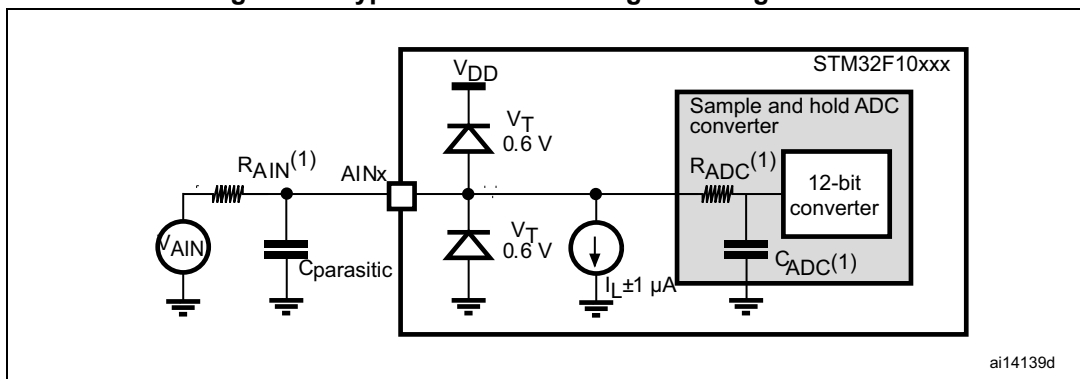 STM32F10xxx
VDD
Sample and hold ADC
converter
VT
0.6 V
RAIN(1)
AINx
RADC(1)
12-bit
converter
VAIN
Cparasitic
VT
0.6 V
IL±1 µA
CADC(1)
ai14139d